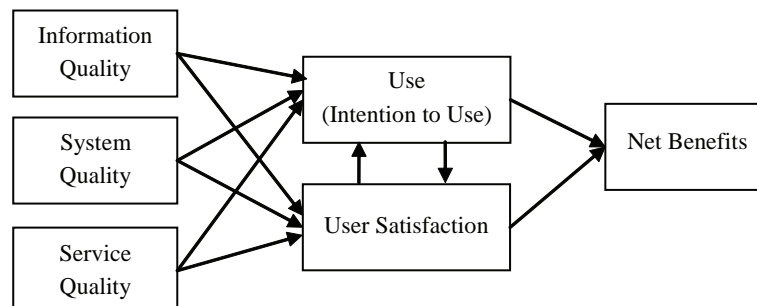 Information
Quality
System
Quality
Service
Quality
Use
(Intention to Use)
User Satisfaction
Net Benefits